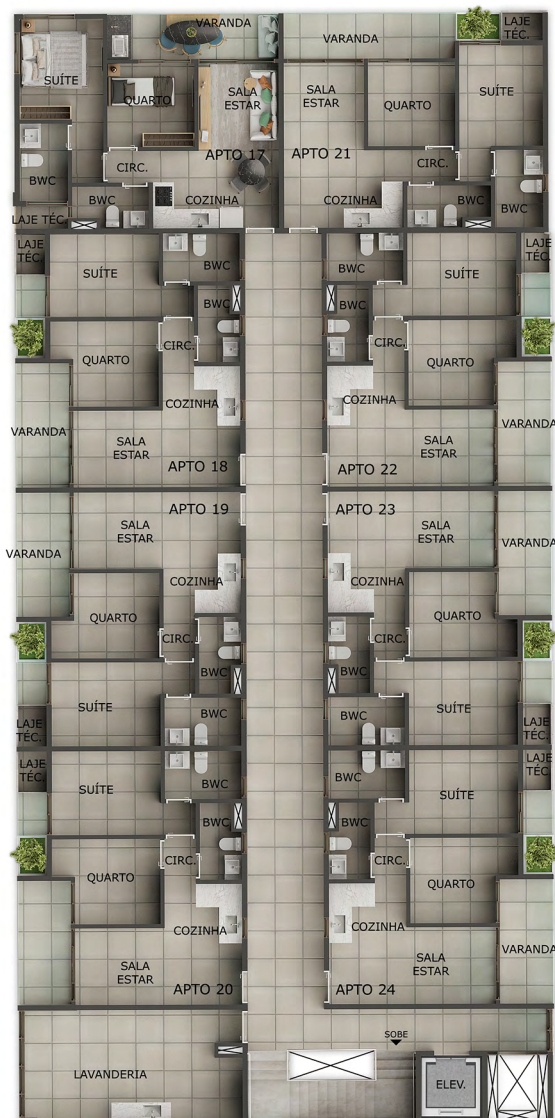 VARANDA
VARANDA
LAJE
TÉC.
SUÍTE
QUARTO
SALA
ESTAR
SALA
ESTAR
QUARTO
SUÍTE
APTO 17
APTO 21
CIRC.
CIRC.
BWC
BWC
COZINHA
COZINHA
BWC
BWC
LAJE TÉC.
LAJE
TÉC.
SUÍTE
BWC
BWC
SUÍTE
LAJE
TÉC.
BWC
BWC
QUARTO
CIRC.
CIRC.
QUARTO
COZINHA
COZINHA
VARANDA
VARANDA
SALA
ESTAR
SALA
ESTAR
APTO 18
APTO 22
APTO 19
APTO 23
SALA
ESTAR
SALA
ESTAR
VARANDA
VARANDA
COZINHA
COZINHA
QUARTO
QUARTO
CIRC.
CIRC.
BWC
BWC
SUÍTE
BWC
BWC
SUÍTE
LAJE
TÉC.
LAJE
TÉC.
LAJE
TÉC.
LAJE
TÉC.
SUÍTE
BWC
BWC
SUÍTE
BWC
BWC
CIRC.
CIRC.
QUARTO
QUARTO
COZINHA
COZINHA
VARANDA
SALA
ESTAR
SALA
ESTAR
APTO 20
APTO 24
SOBE
LAVANDERIA
ELEV.